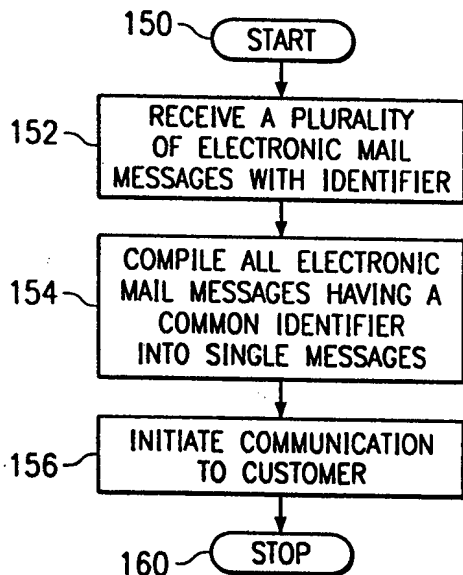 150
START
152
RECEIVE A PLURALITY
OF ELECTRONIC MAIL
MESSAGES WITH IDENTIFIER
154
COMPILE ALL ELECTRONIC
MAIL MESSAGES HAVING A
COMMON IDENTIFIER
INTO SINGLE MESSAGES
156
INITIATE COMMUNICATION
TO CUSTOMER
160
STOP